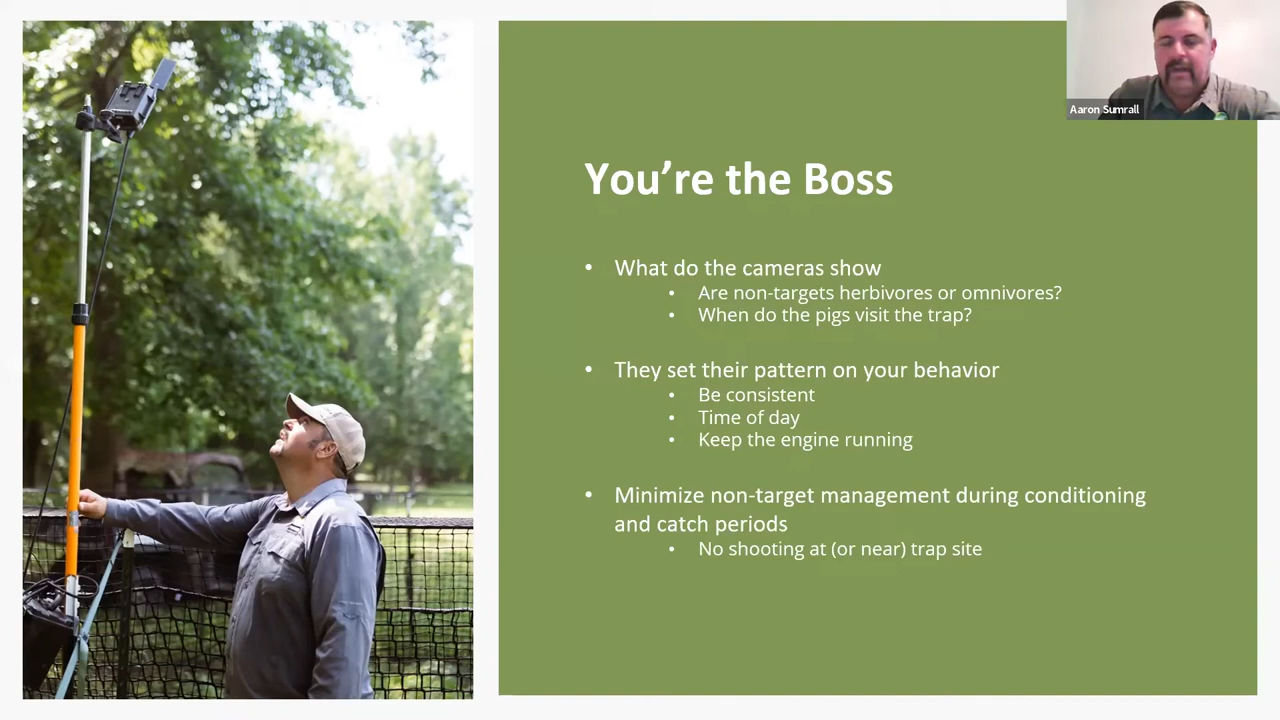 Aaron Sumrall
You’re the Boss
• What do the cameras show
• Are non-targets herbivores or omnivores?
• When do the pigs visit the trap?
• They set their pattern on your behavior
• Be consistent
• Time of day
• Keep the engine running
• Minimize non-target management during conditioning
and catch periods
• No shooting at (or near) trap site